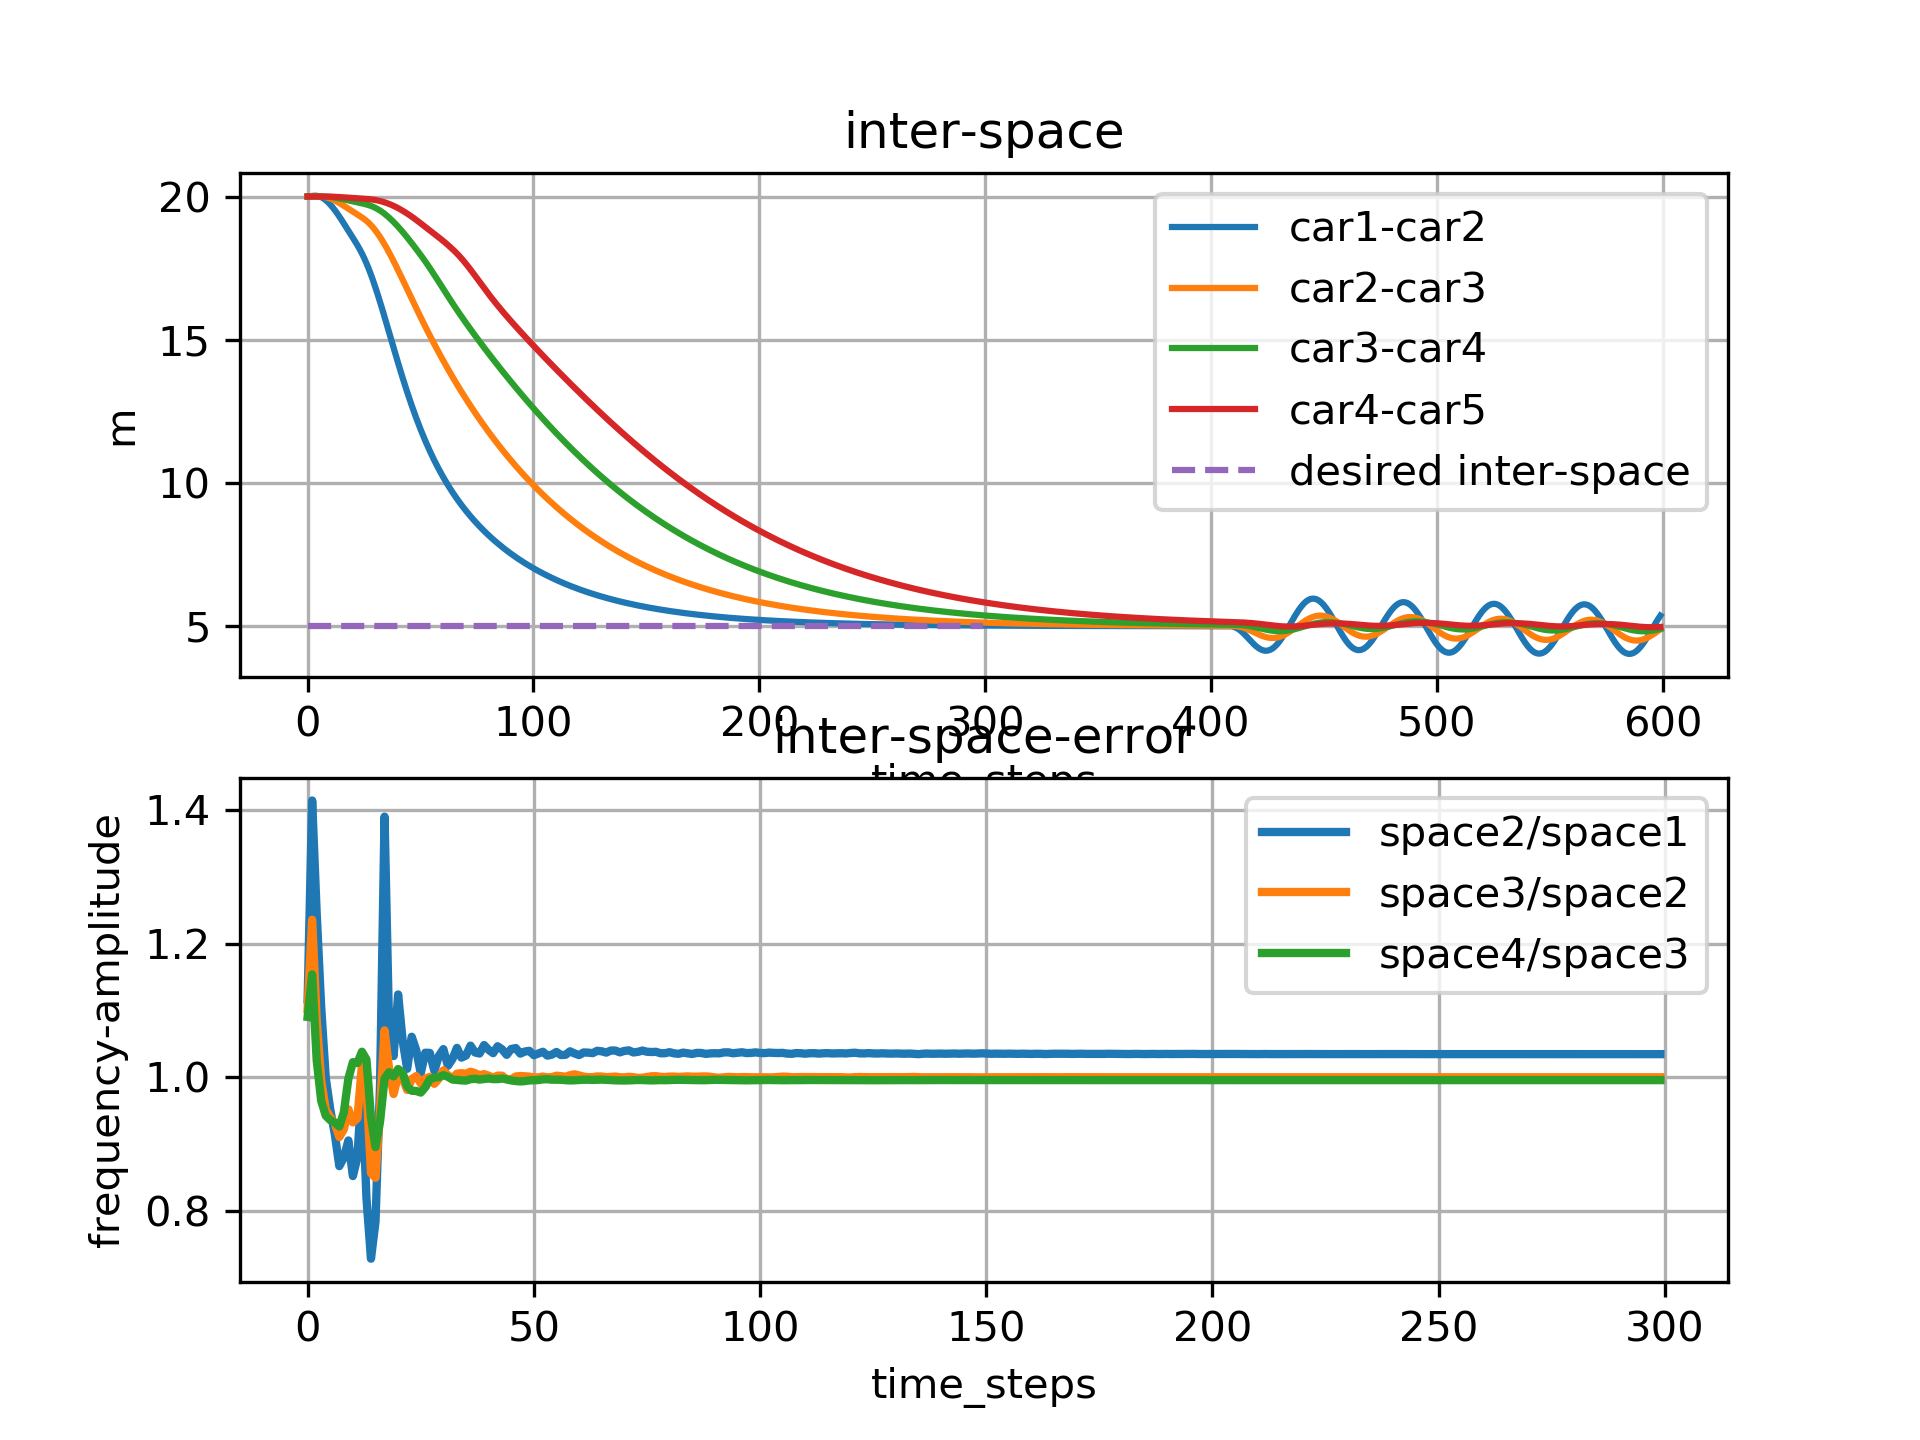 inter-space
20
15
10
5
m
car1-car2
car2-car3
car3-car4
car4-car5
desired inter-space
0 100 200 300 400 500 600
inter-space-error
time_steps
1.4
1.2
1.0
0.8
frequency-amplitude
space2/space1
space3/space2
space4/space3
0 50 100 150 200 250 300
time_steps